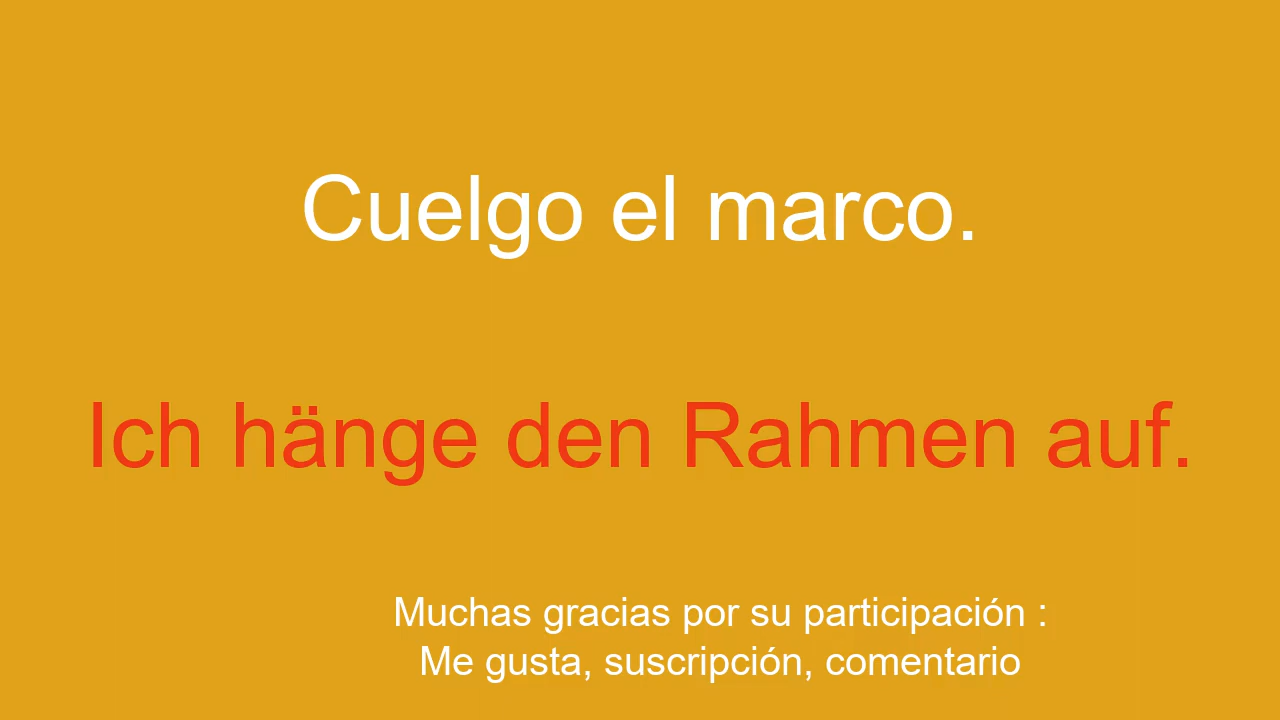 Cuelgo el marco.
Ich hänge den Rahmen auf.
Muchas gracias por su participación :
Me gusta, suscripción, comentario